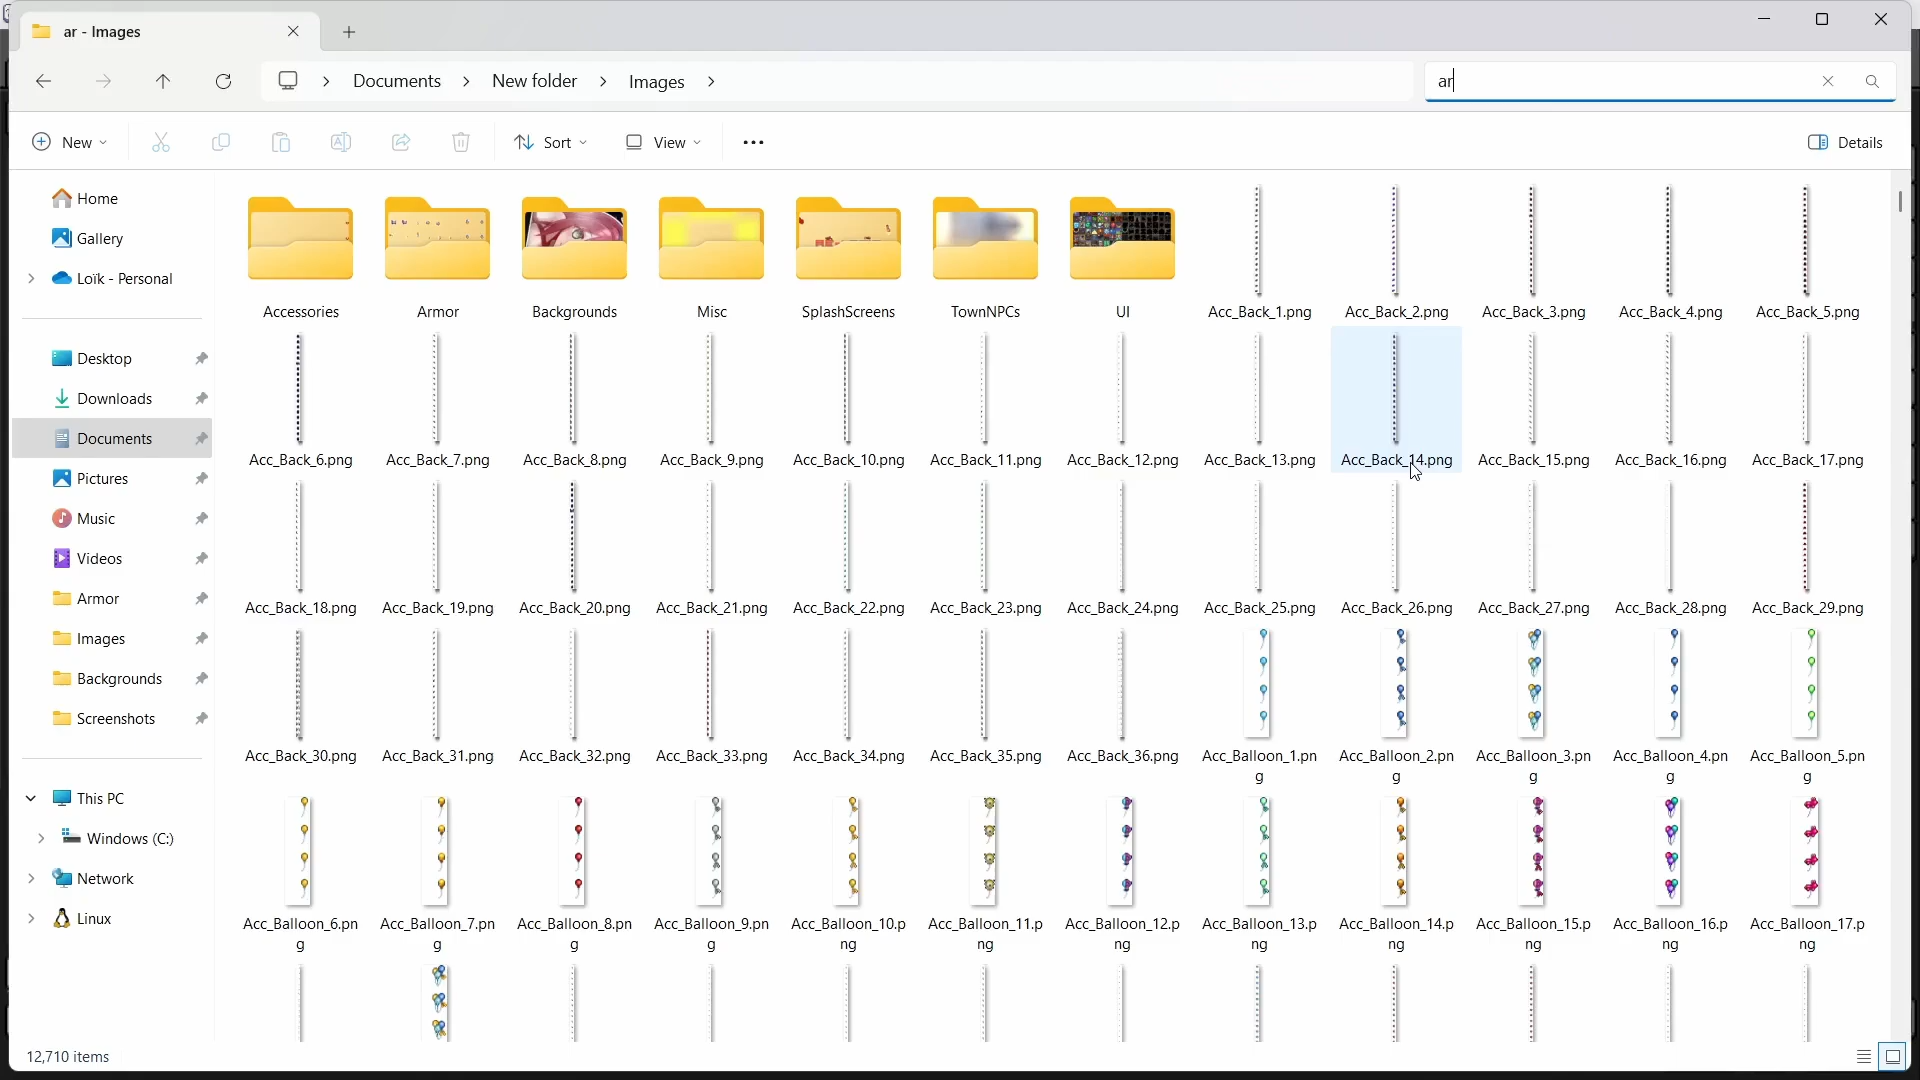 ar - Images
Documents
New folder
Images
ar
New
Sort
View
Details
Home
Gallery
Loïk - Personal
Desktop
Downloads
Documents
Pictures
Music
Videos
Armor
Images
Backgrounds
Screenshots
This PC
Windows (C:)
Network
Linux
Accessories
Armor
Backgrounds
Misc
SplashScreens
TownNPCs
UI
Acc_Back_1.png
Acc_Back_2.png
Acc_Back_3.png
Acc_Back_4.png
Acc_Back_5.png
Acc_Back_6.png
Acc_Back_7.png
Acc_Back_8.png
Acc_Back_9.png
Acc_Back_10.png
Acc_Back_11.png
Acc_Back_12.png
Acc_Back_13.png
Acc_Back_14.png
Acc_Back_15.png
Acc_Back_16.png
Acc_Back_17.png
Acc_Back_18.png
Acc_Back_19.png
Acc_Back_20.png
Acc_Back_21.png
Acc_Back_22.png
Acc_Back_23.png
Acc_Back_24.png
Acc_Back_25.png
Acc_Back_26.png
Acc_Back_27.png
Acc_Back_28.png
Acc_Back_29.png
Acc_Back_30.png
Acc_Back_31.png
Acc_Back_32.png
Acc_Back_33.png
Acc_Back_34.png
Acc_Back_35.png
Acc_Back_36.png
Acc_Balloon_1.pn
g
Acc_Balloon_2.pn
g
Acc_Balloon_3.pn
g
Acc_Balloon_4.pn
g
Acc_Balloon_5.pn
g
Acc_Balloon_6.pn
g
Acc_Balloon_7.pn
g
Acc_Balloon_8.pn
g
Acc_Balloon_9.pn
g
Acc_Balloon_10.p
ng
Acc_Balloon_11.p
ng
Acc_Balloon_12.p
ng
Acc_Balloon_13.p
ng
Acc_Balloon_14.p
ng
Acc_Balloon_15.p
ng
Acc_Balloon_16.p
ng
Acc_Balloon_17.p
ng
12,710 items